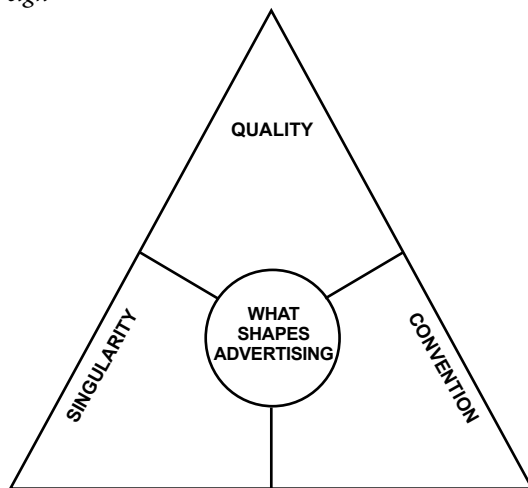 QUALITY
WHAT
SHAPES
ADVERTISING
SINGULARITY
CONVENTION